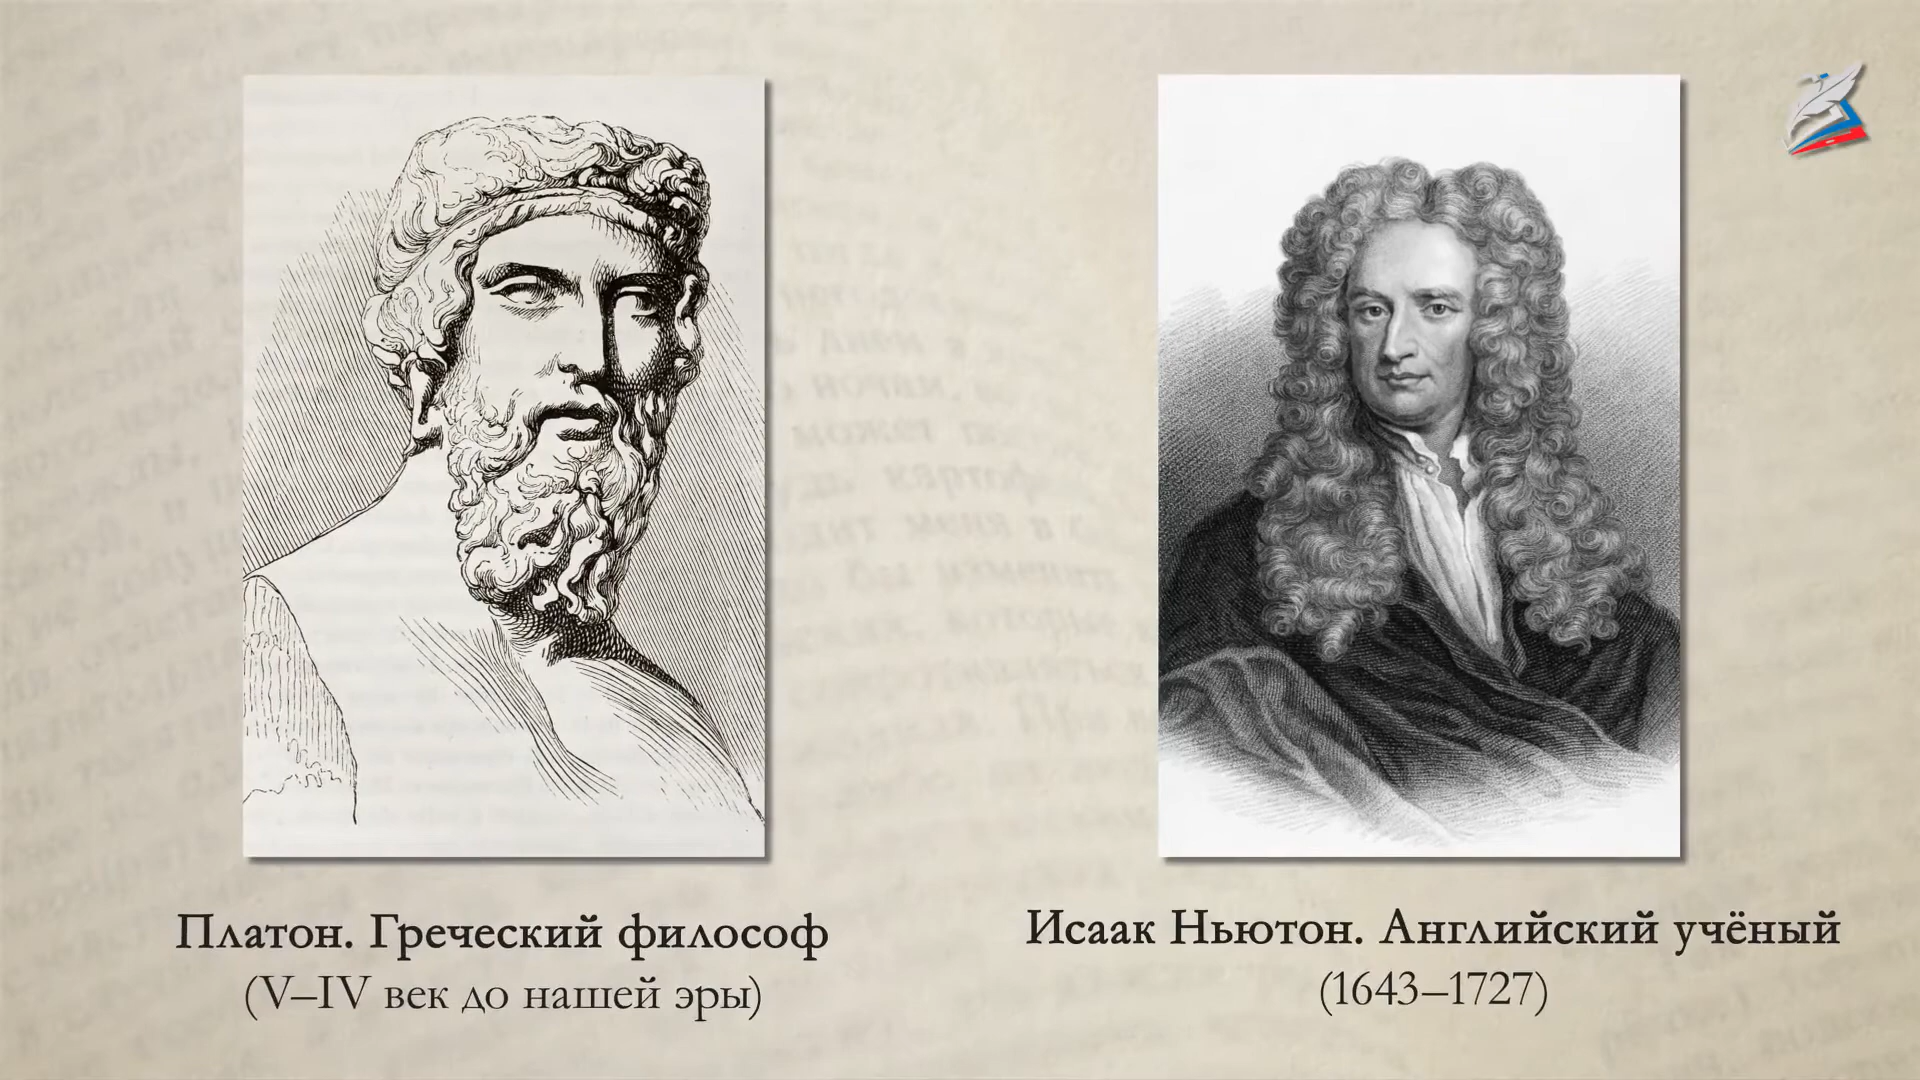 Платон. Греческий философ
(V–IV век до нашей эры)
Исаак Ньютон. Английский учёный
(1643–1727)